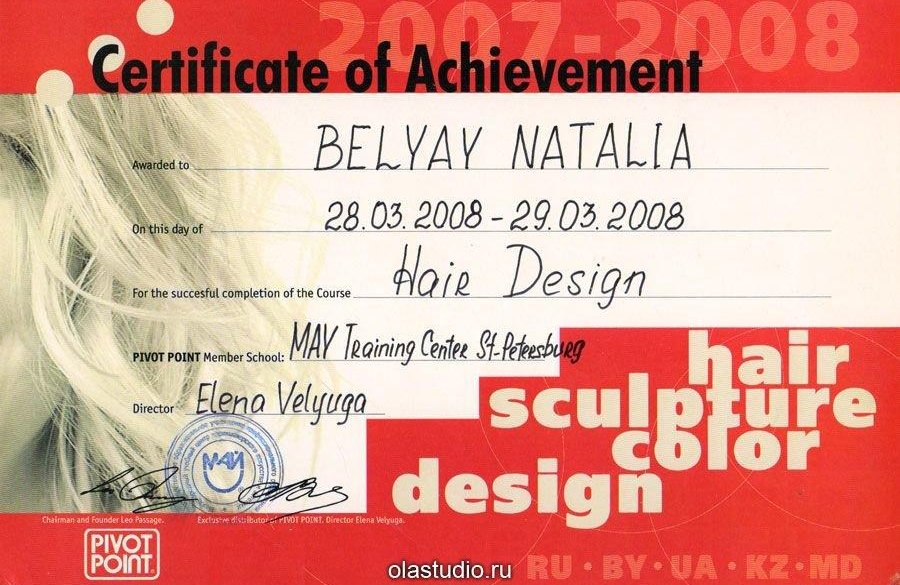 2007-2008
Certificate of Achievement
Awarded to BELYAY NATALIA
On this day of 28.03.2008 - 29.03.2008
For the succesful completion of the Course Hair Design
PIVOT POINT Member School: MAY Training Center St-Petersburg
Director Elena Velyuga
hair
sculpture
color
design
МАЙ
Chairman and Founder Leo Passage.
Exclusive distributor of PIVOT POINT. Director Elena Velyuga.
PIVOT
POINT
RU · BY · UA · KZ · MD
olastudio.ru